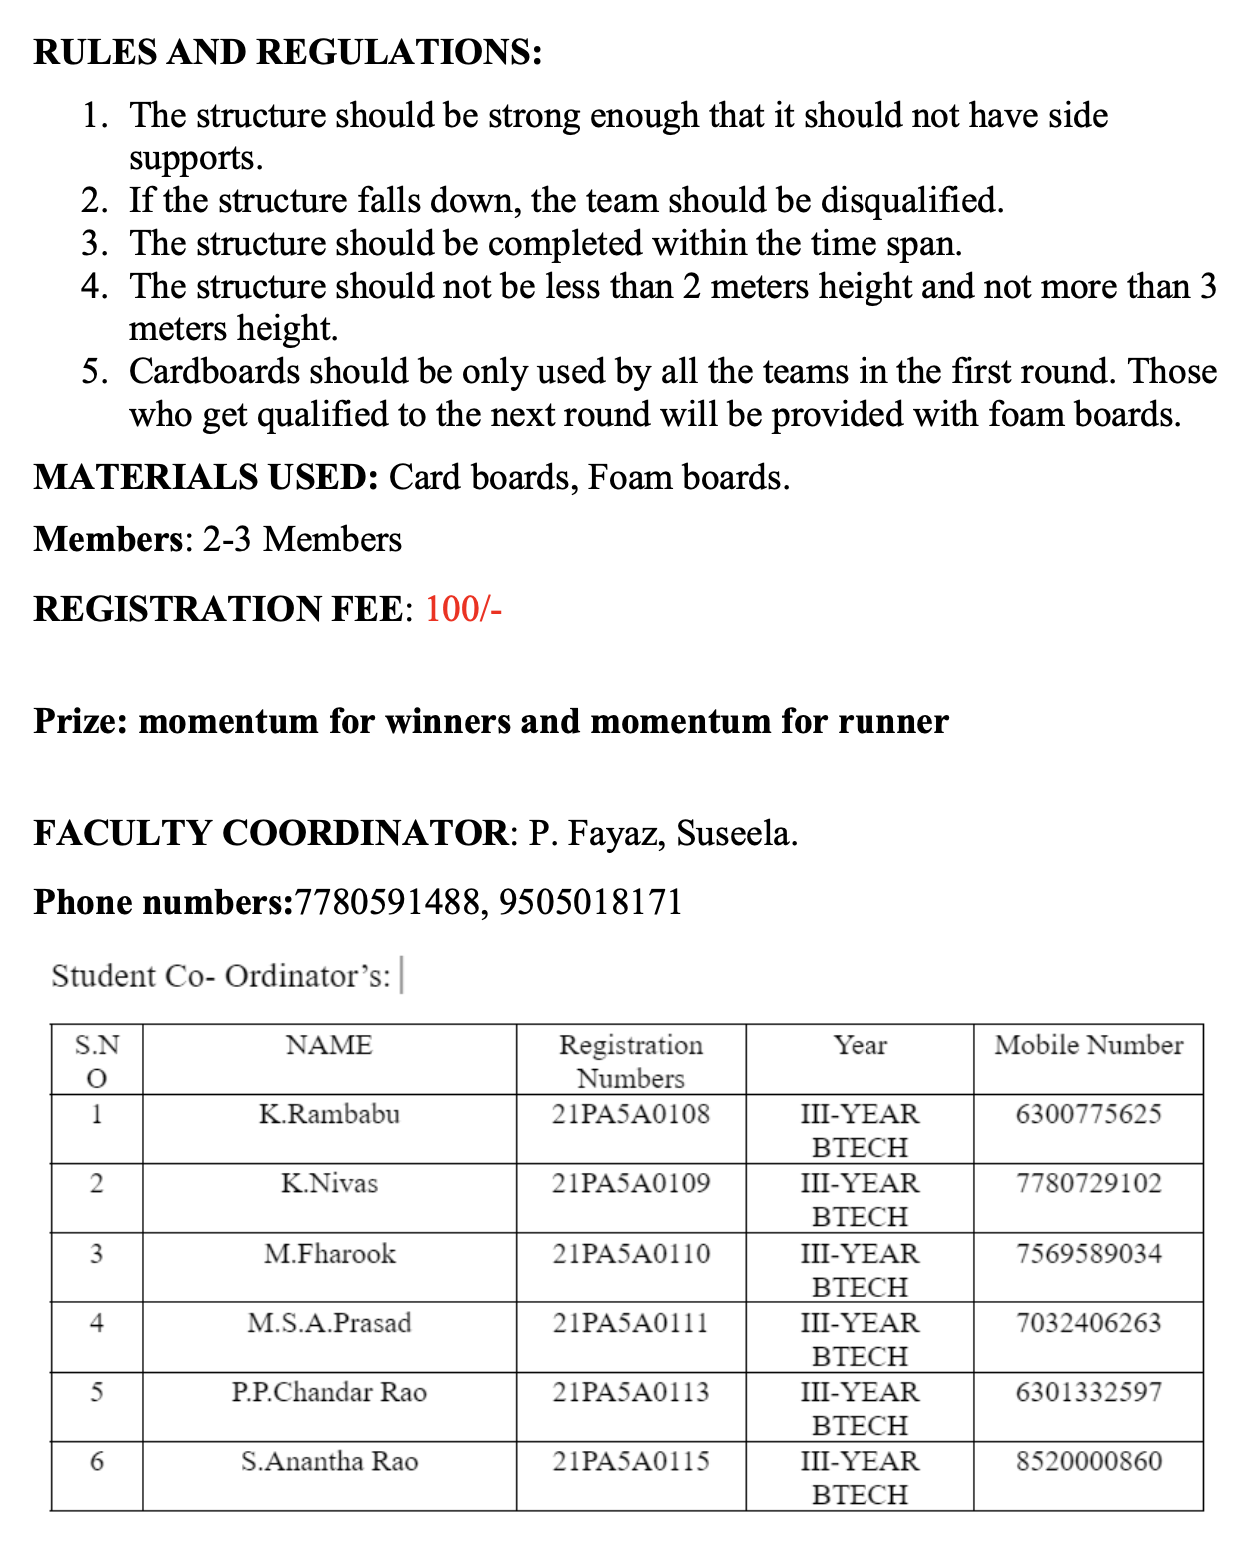 RULES AND REGULATIONS:
1. The structure should be strong enough that it should not have side
supports.
2. If the structure falls down, the team should be disqualified.
3. The structure should be completed within the time span.
4. The structure should not be less than 2 meters height and not more than 3
meters height.
5. Cardboards should be only used by all the teams in the first round. Those
who get qualified to the next round will be provided with foam boards.
MATERIALS USED: Card boards, Foam boards.
Members: 2-3 Members
REGISTRATION FEE: 100/-
Prize: momentum for winners and momentum for runner
FACULTY COORDINATOR: P. Fayaz, Suseela.
Phone numbers:7780591488, 9505018171
Student Co- Ordinator’s:
S.N NAME Registration Year Mobile Number
O Numbers
1 K.Rambabu 21PA5A0108 III-YEAR 6300775625
BTECH
2 K.Nivas 21PA5A0109 III-YEAR 7780729102
BTECH
3 M.Fharook 21PA5A0110 III-YEAR 7569589034
BTECH
4 M.S.A.Prasad 21PA5A0111 III-YEAR 7032406263
BTECH
5 P.P.Chandar Rao 21PA5A0113 III-YEAR 6301332597
BTECH
6 S.Anantha Rao 21PA5A0115 III-YEAR 8520000860
BTECH